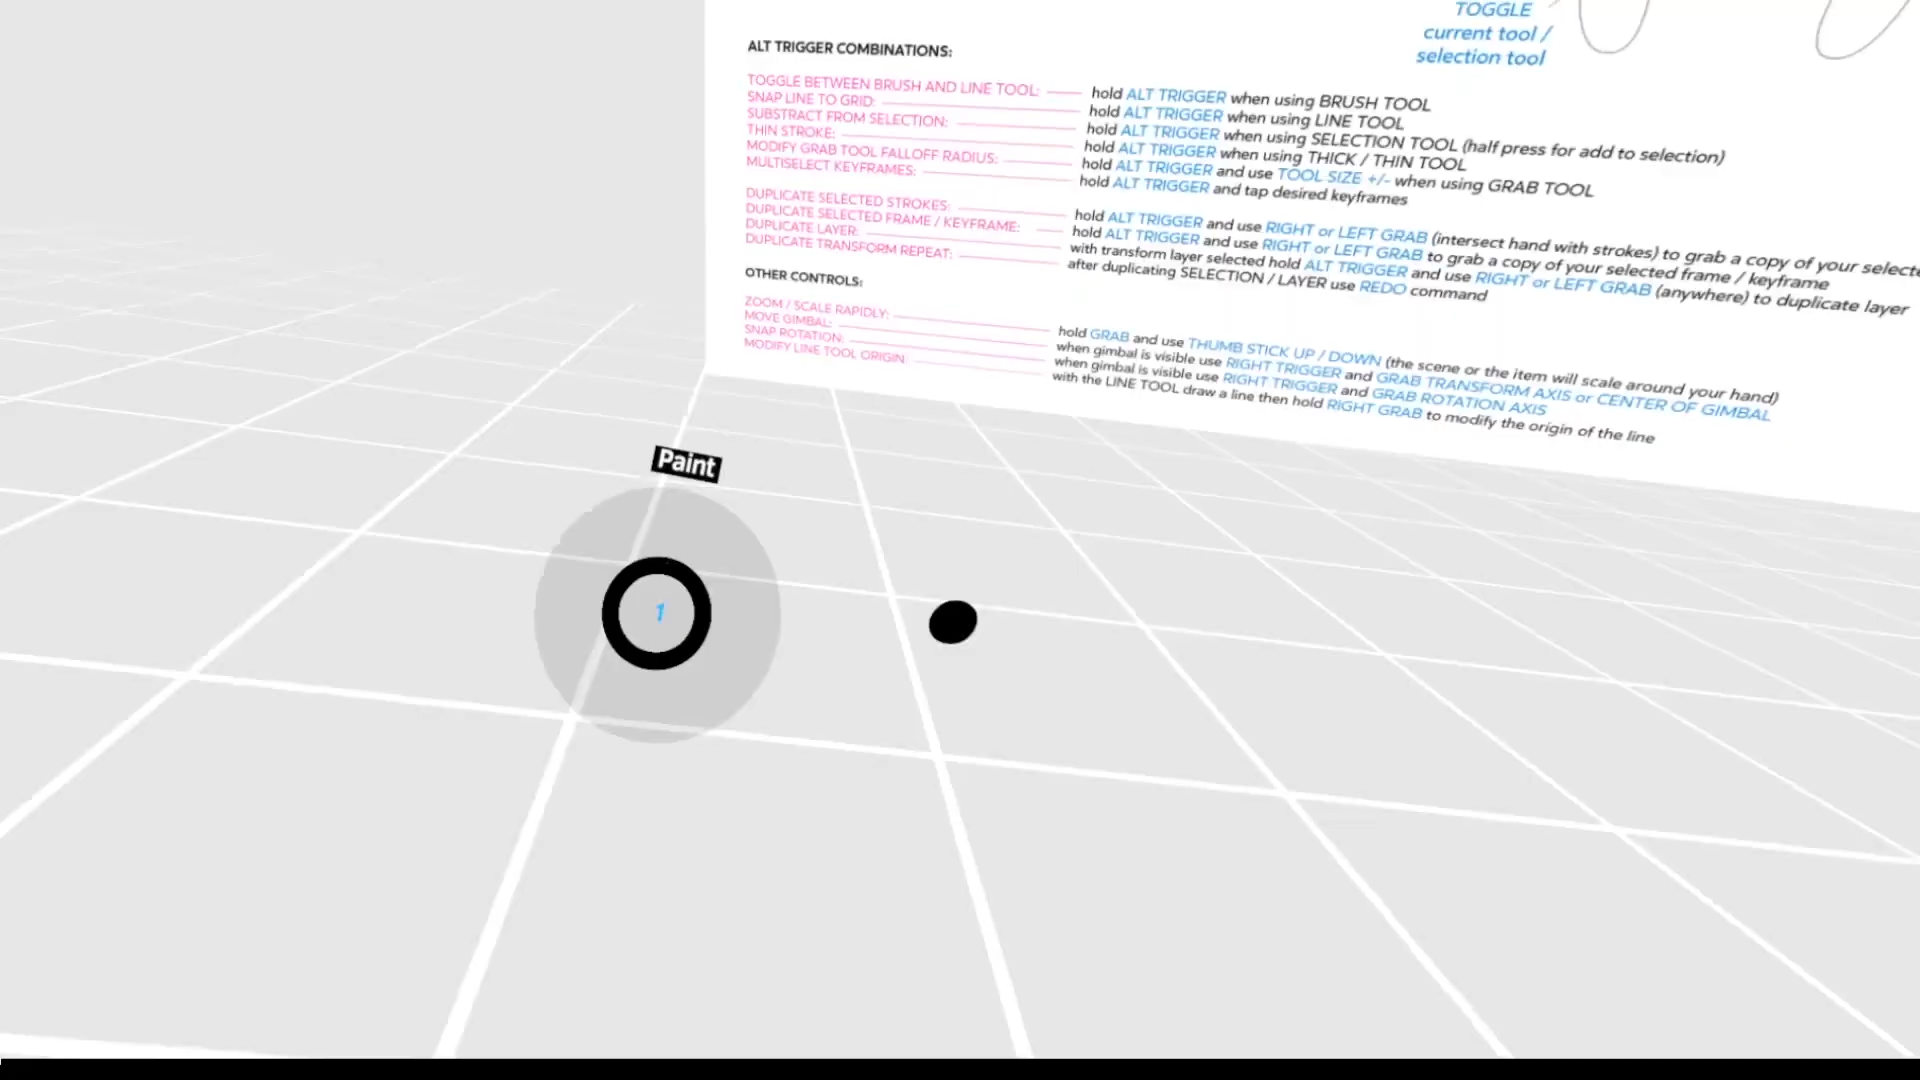 TOGGLE
current tool /
selection tool
ALT TRIGGER COMBINATIONS:
TOGGLE BETWEEN BRUSH AND LINE TOOL: hold ALT TRIGGER when using BRUSH TOOL
SNAP LINE TO GRID: hold ALT TRIGGER when using LINE TOOL
SUBSTRACT FROM SELECTION: hold ALT TRIGGER when using SELECTION TOOL (half press for add to selection)
THIN STROKE: hold ALT TRIGGER when using THICK / THIN TOOL
MODIFY GRAB TOOL FALLOFF RADIUS: hold ALT TRIGGER and use TOOL SIZE +/- when using GRAB TOOL
MULTISELECT KEYFRAMES: hold ALT TRIGGER and tap desired keyframes
DUPLICATE SELECTED STROKES: hold ALT TRIGGER and use RIGHT or LEFT GRAB (intersect hand with strokes) to grab a copy of your selecte
DUPLICATE SELECTED FRAME / KEYFRAME: hold ALT TRIGGER and use RIGHT or LEFT GRAB to grab a copy of your selected frame / keyframe
DUPLICATE LAYER: with transform layer selected hold ALT TRIGGER and use RIGHT or LEFT GRAB (anywhere) to duplicate layer
DUPLICATE TRANSFORM REPEAT: after duplicating SELECTION / LAYER use REDO command
OTHER CONTROLS:
ZOOM / SCALE RAPIDLY: hold GRAB and use THUMB STICK UP / DOWN (the scene or the item will scale around your hand)
MOVE GIMBAL: when gimbal is visible use RIGHT TRIGGER and GRAB TRANSFORM AXIS or CENTER OF GIMBAL
SNAP ROTATION: when gimbal is visible use RIGHT TRIGGER and GRAB ROTATION AXIS
MODIFY LINE TOOL ORIGIN: with the LINE TOOL draw a line then hold RIGHT GRAB to modify the origin of the line
Paint
1